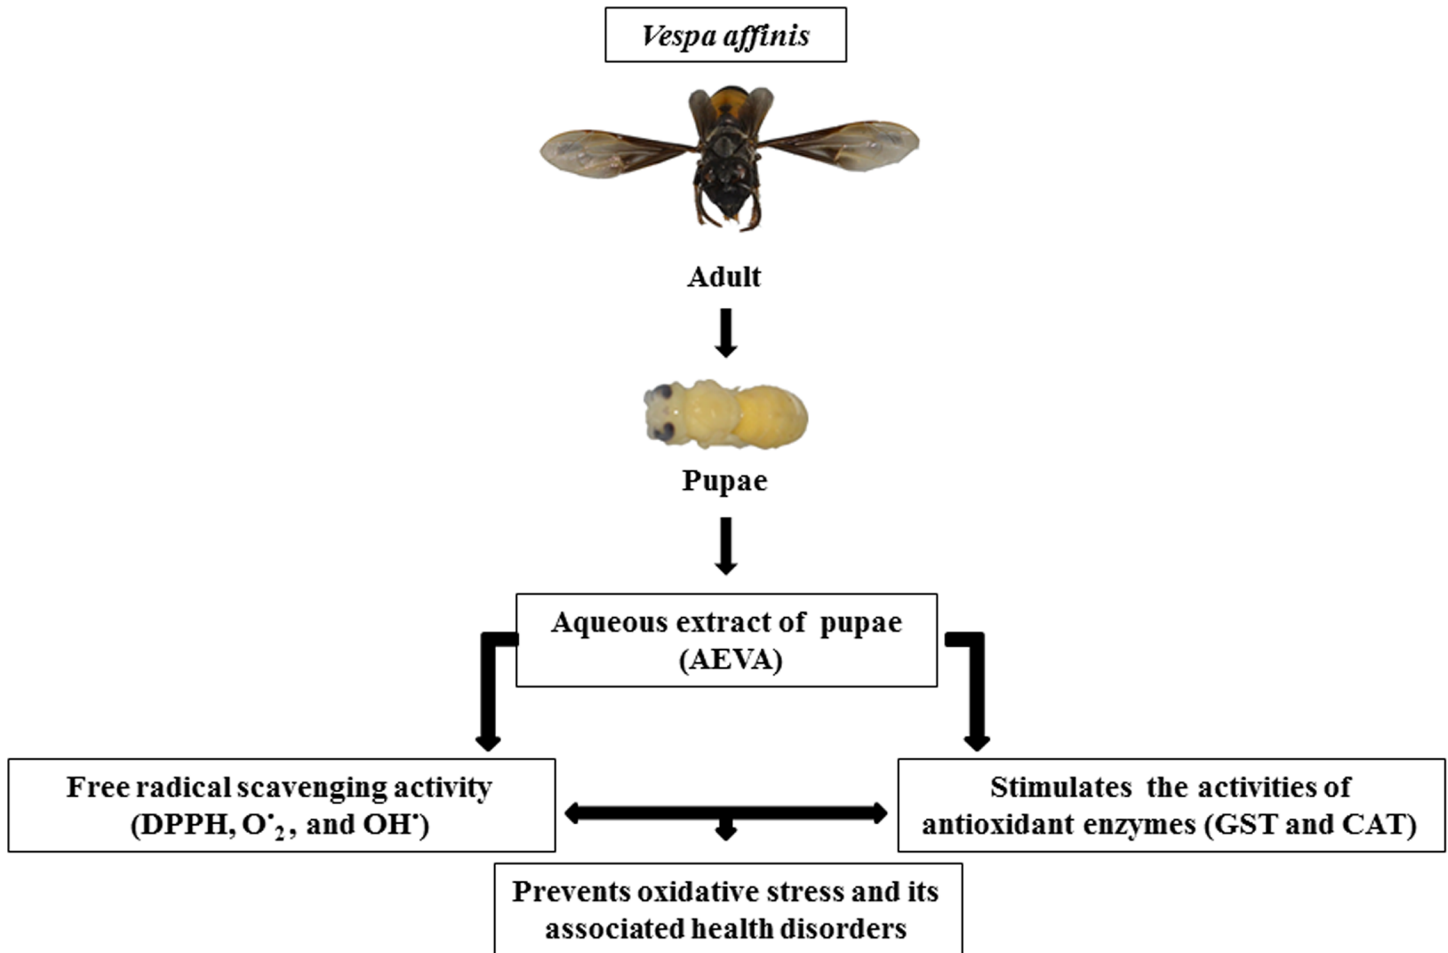 Vespa affinis
Adult
Pupae
Aqueous extract of pupae
(AEVA)
Free radical scavenging activity
(DPPH, O•₂, and OH•)
Stimulates the activities of
antioxidant enzymes (GST and CAT)
Prevents oxidative stress and its
associated health disorders